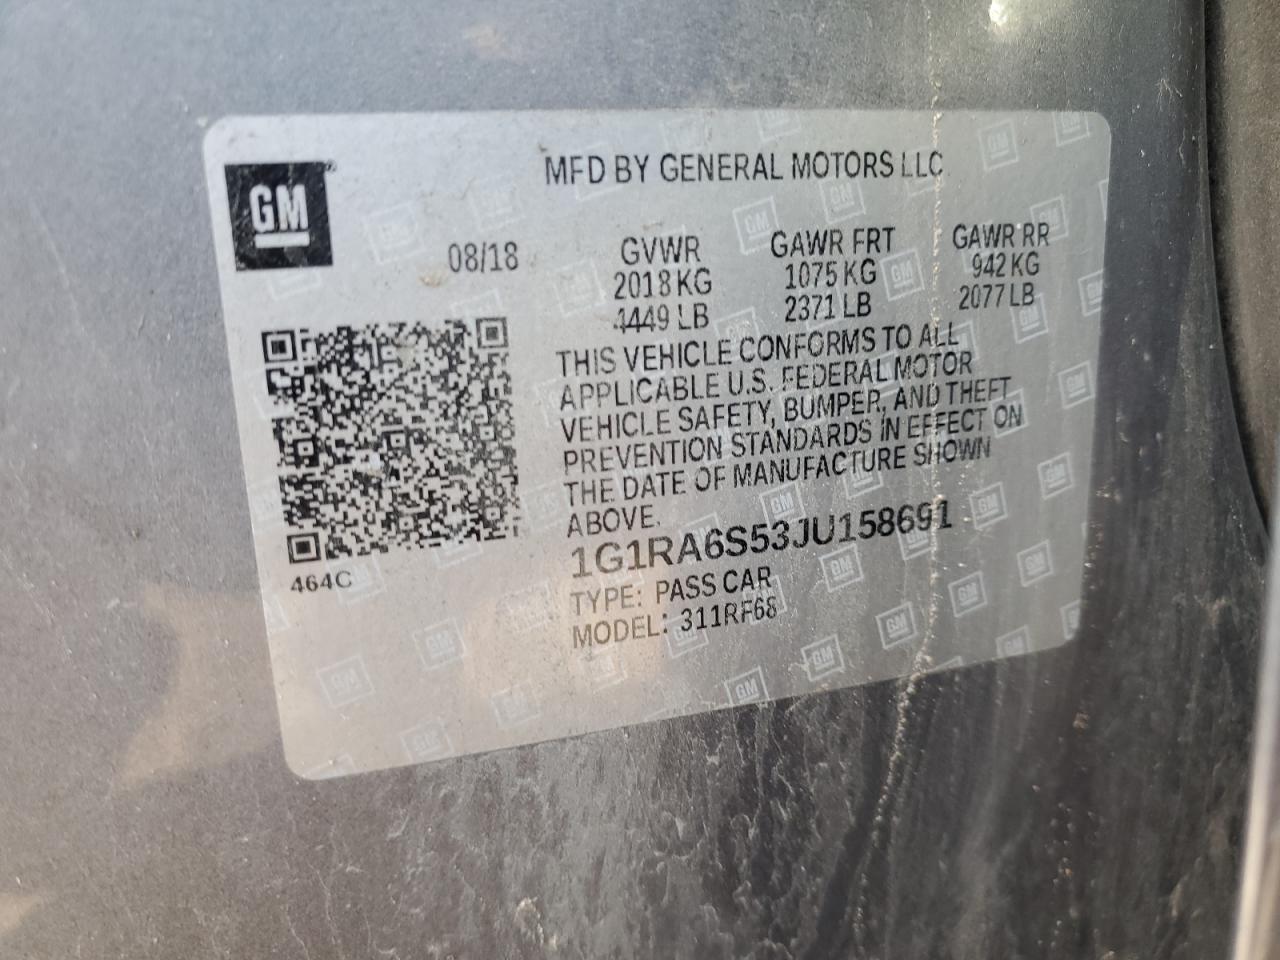 GM
MFD BY GENERAL MOTORS LLC
08/18
GVWR GAWR FRT GAWR RR
2018 KG 1075 KG 942 KG
4449 LB 2371 LB 2077 LB
THIS VEHICLE CONFORMS TO ALL
APPLICABLE U.S. FEDERAL MOTOR
VEHICLE SAFETY, BUMPER, AND THEFT
PREVENTION STANDARDS IN EFFECT ON
THE DATE OF MANUFACTURE SHOWN
ABOVE.
1G1RA6S53JU158691
TYPE: PASS CAR
MODEL: 311RF68
464C